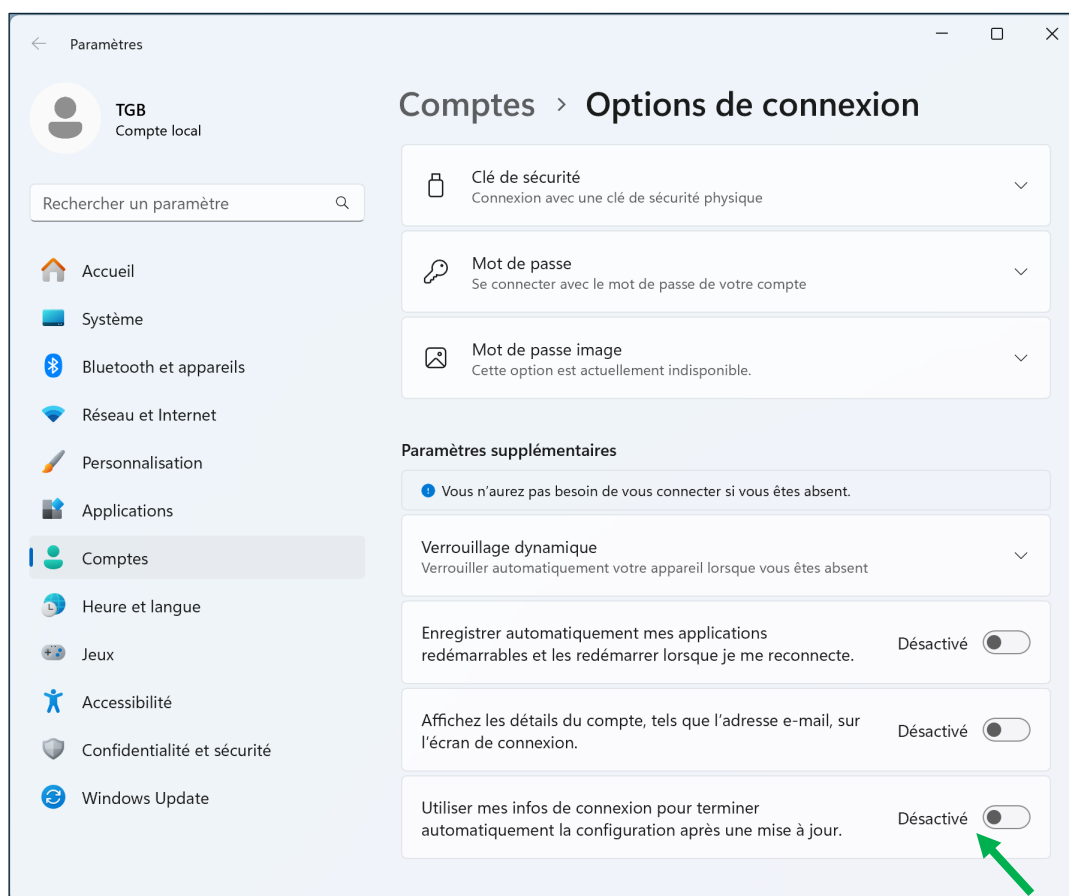 Paramètres
TGB
Compte local
Rechercher un paramètre
Accueil
Système
Bluetooth et appareils
Réseau et Internet
Personnalisation
Applications
Comptes
Heure et langue
Jeux
Accessibilité
Confidentialité et sécurité
Windows Update
Comptes > Options de connexion
Clé de sécurité
Connexion avec une clé de sécurité physique
Mot de passe
Se connecter avec le mot de passe de votre compte
Mot de passe image
Cette option est actuellement indisponible.
Paramètres supplémentaires
Vous n’aurez pas besoin de vous connecter si vous êtes absent.
Verrouillage dynamique
Verrouiller automatiquement votre appareil lorsque vous êtes absent
Enregistrer automatiquement mes applications
redémarrables et les redémarrer lorsque je me reconnecte.
Désactivé
Affichez les détails du compte, tels que l’adresse e-mail, sur
l’écran de connexion.
Désactivé
Utiliser mes infos de connexion pour terminer
automatiquement la configuration après une mise à jour.
Désactivé